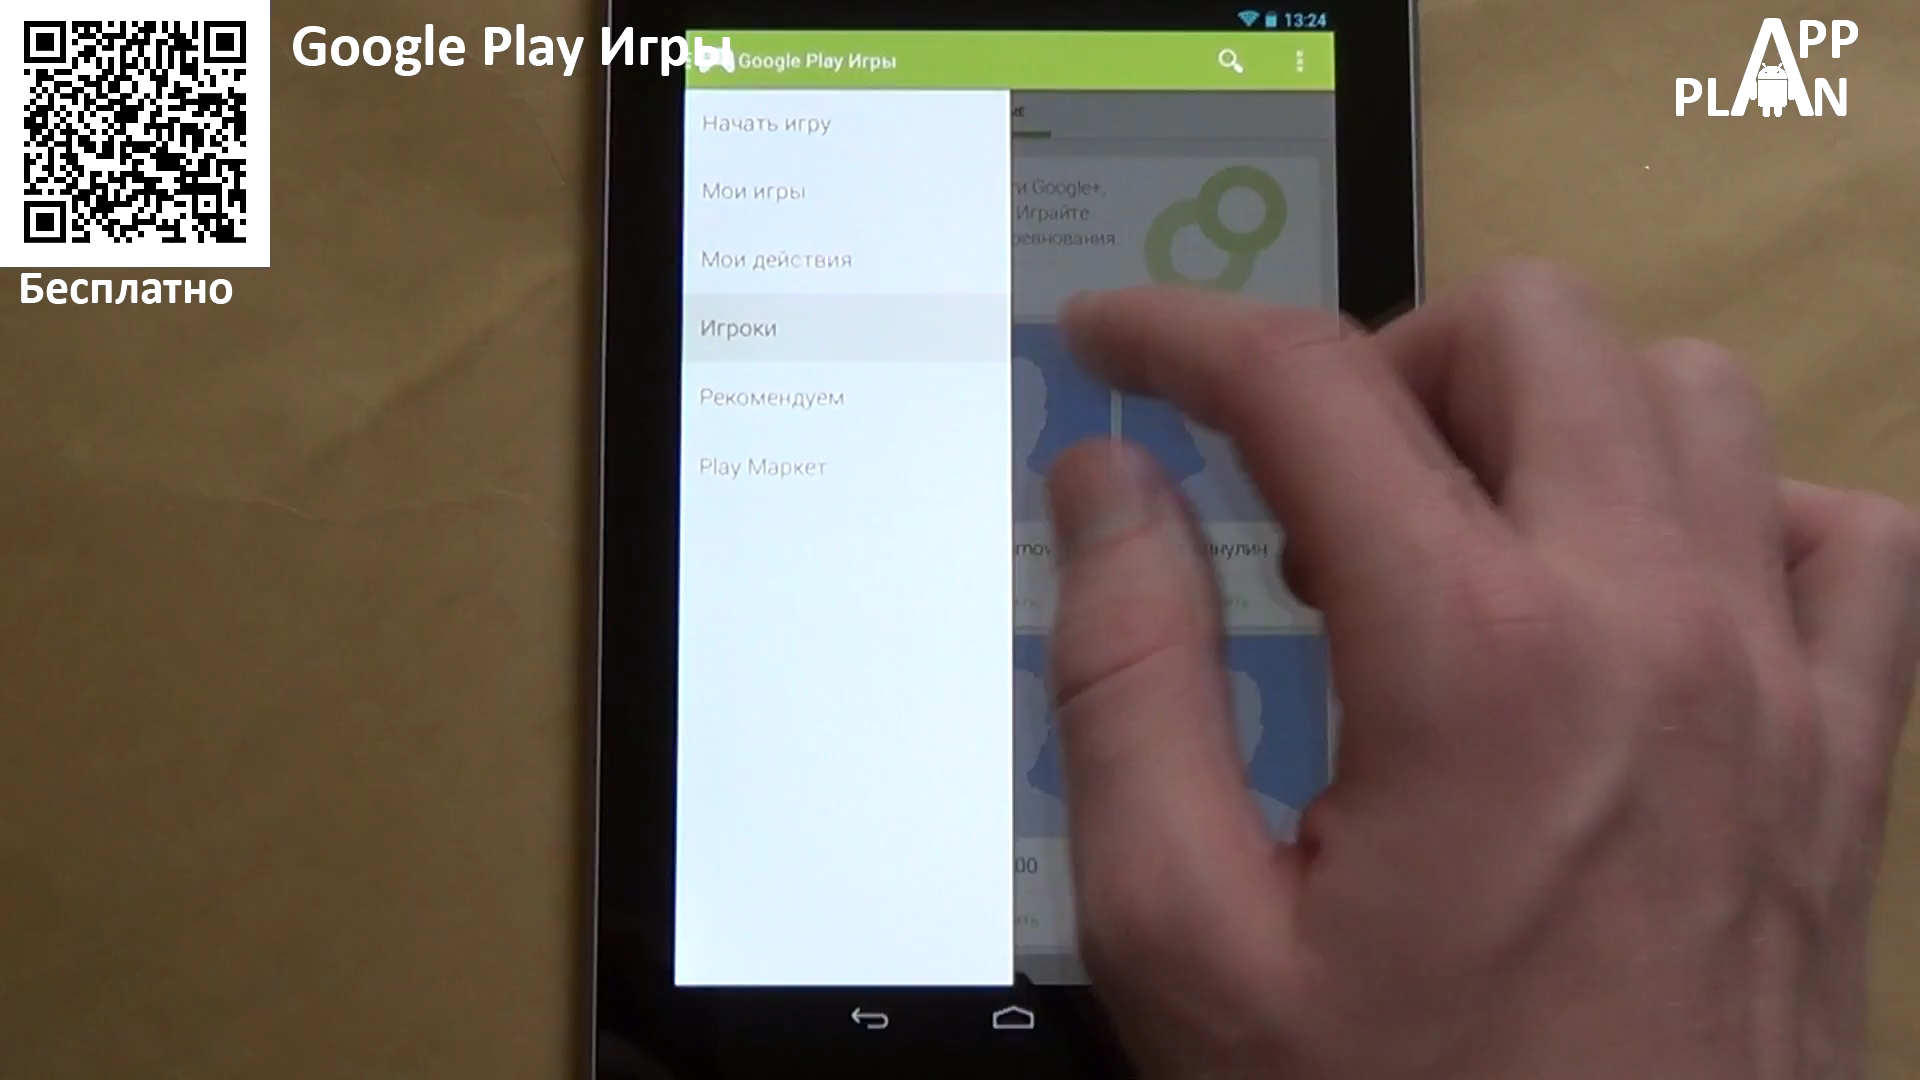 Google Play Игры
Бесплатно
APP
PLAN
13:24
Google Play Игры
Начать игру
Мои игры
Мои действия
Игроки
Рекомендуем
Play Маркет
Google+,
Играйте
00